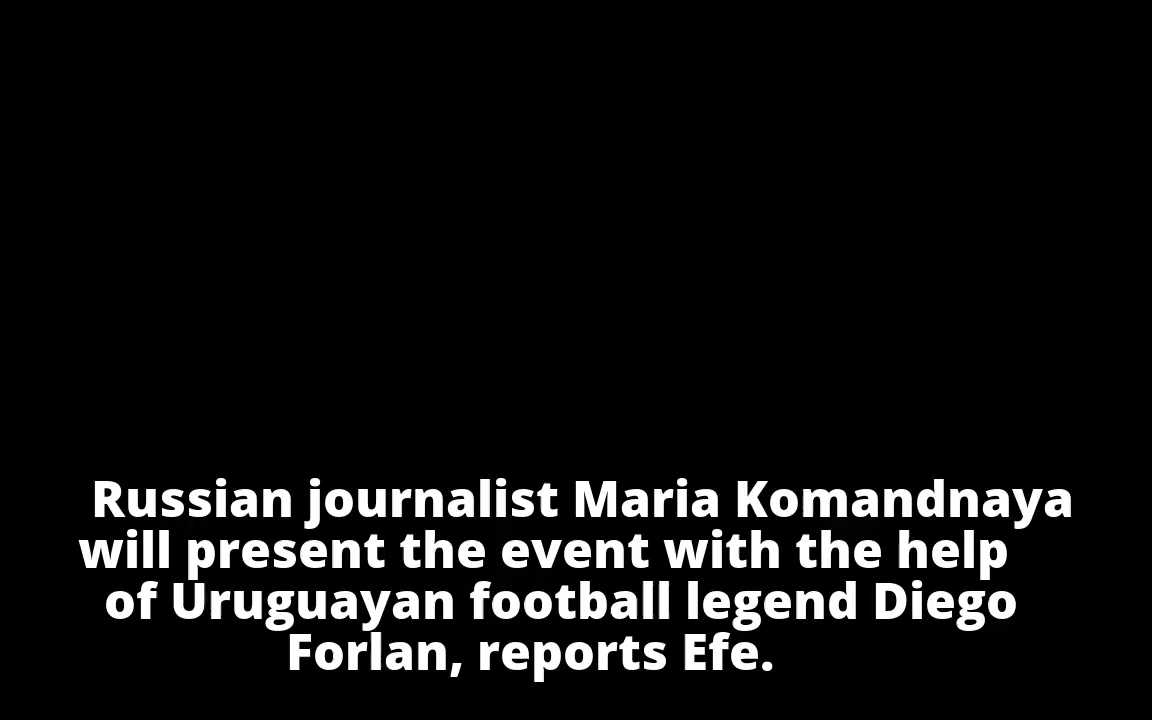 Russian journalist Maria Komandnaya
will present the event with the help
of Uruguayan football legend Diego
Forlan, reports Efe.